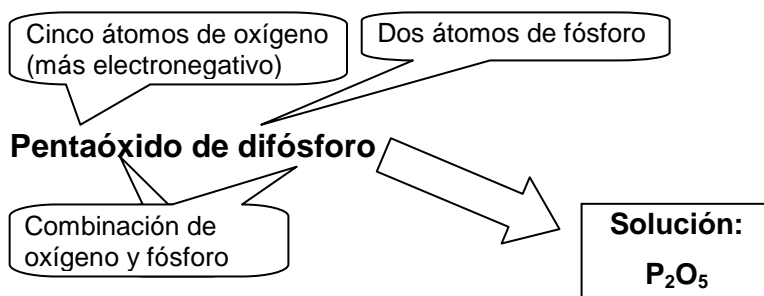 Cinco átomos de oxígeno
(más electronegativo)
Dos átomos de fósforo
Pentaóxido de difósforo
Combinación de
oxígeno y fósforo
Solución:
P₂O₅